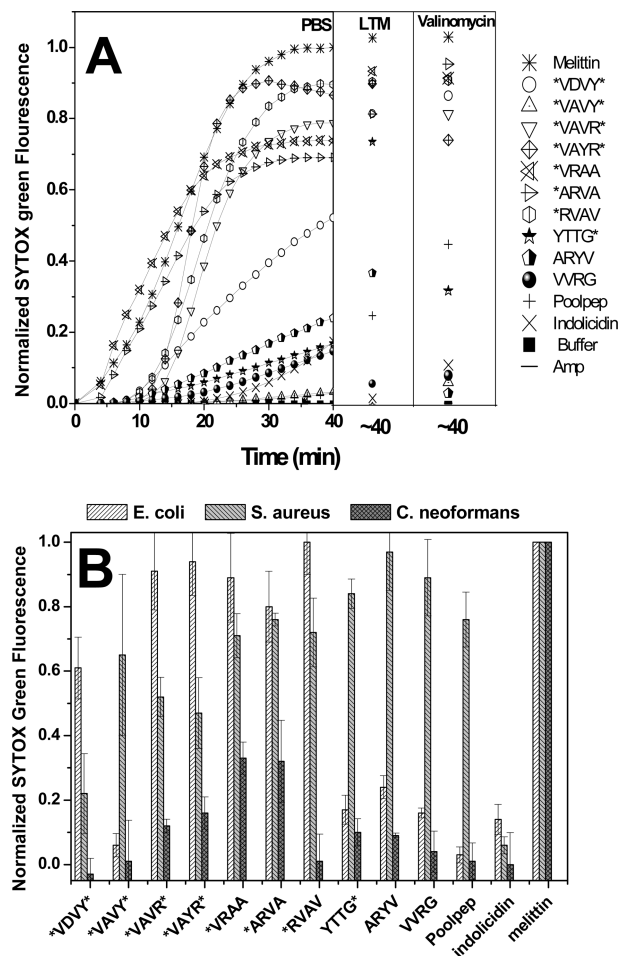 PBS
LTM
Valinomycin
A
Normalized SYTOX green Flourescence
1.0
0.8
0.6
0.4
0.2
0.0
0
10
20
30
40
~40
~40
Time (min)
Melittin
*VDVY*
*VAVY*
*VAVR*
*VAYR*
*VRAA
*ARVA
*RVAV
YTTG*
ARYV
VVRG
Poolpep
Indolicidin
Buffer
Amp
E. coli
S. aureus
C. neoformans
B
Normalized SYTOX Green Fluorescence
1.0
0.8
0.6
0.4
0.2
0.0
*VDVY*
*VAVY*
*VAVR*
*VAYR*
*VRAA
*ARVA
*RVAV
YTTG*
ARYV
VVRG
Poolpep
indolicidin
melittin